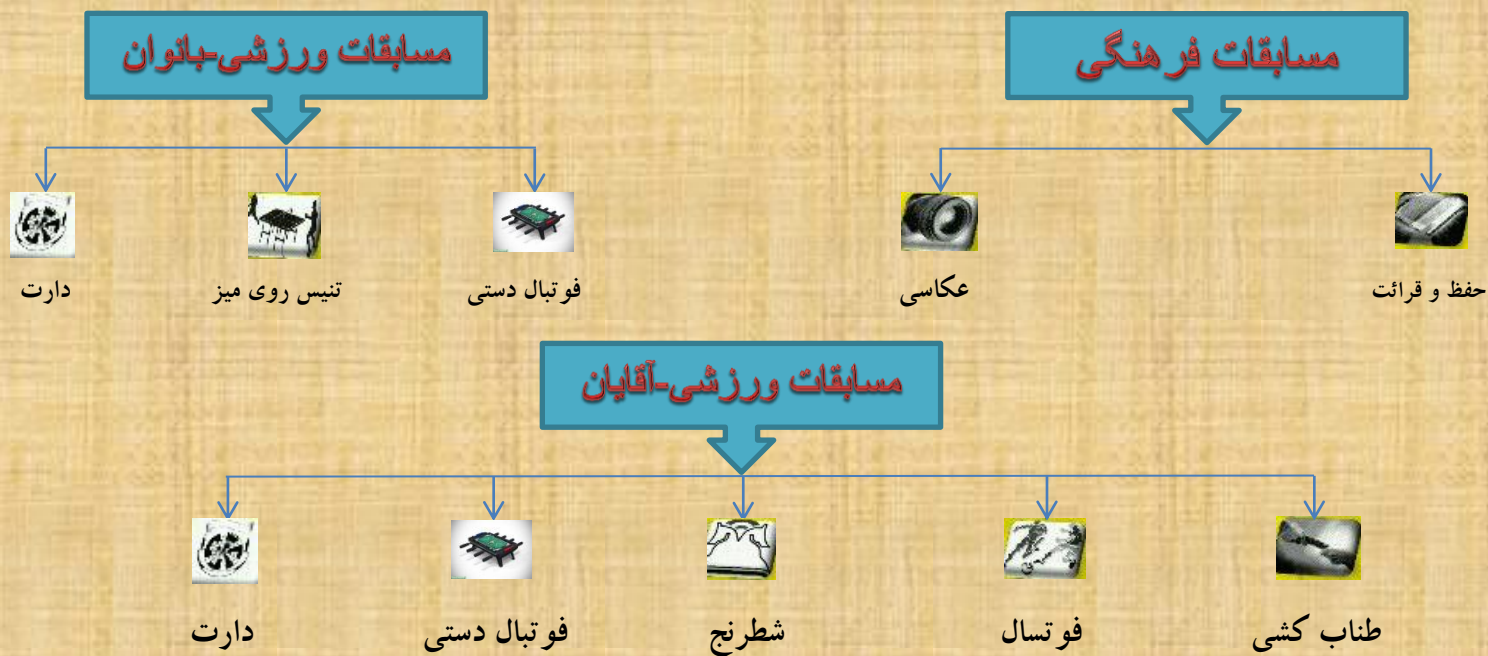 مسابقات فرهنگی
حفظ و قرائت
عکاسی
مسابقات ورزشی-بانوان
فوتبال دستی
تنیس روی میز
دارت
مسابقات ورزشی-آقایان
طناب کشی
فوتسال
شطرنج
فوتبال دستی
دارت